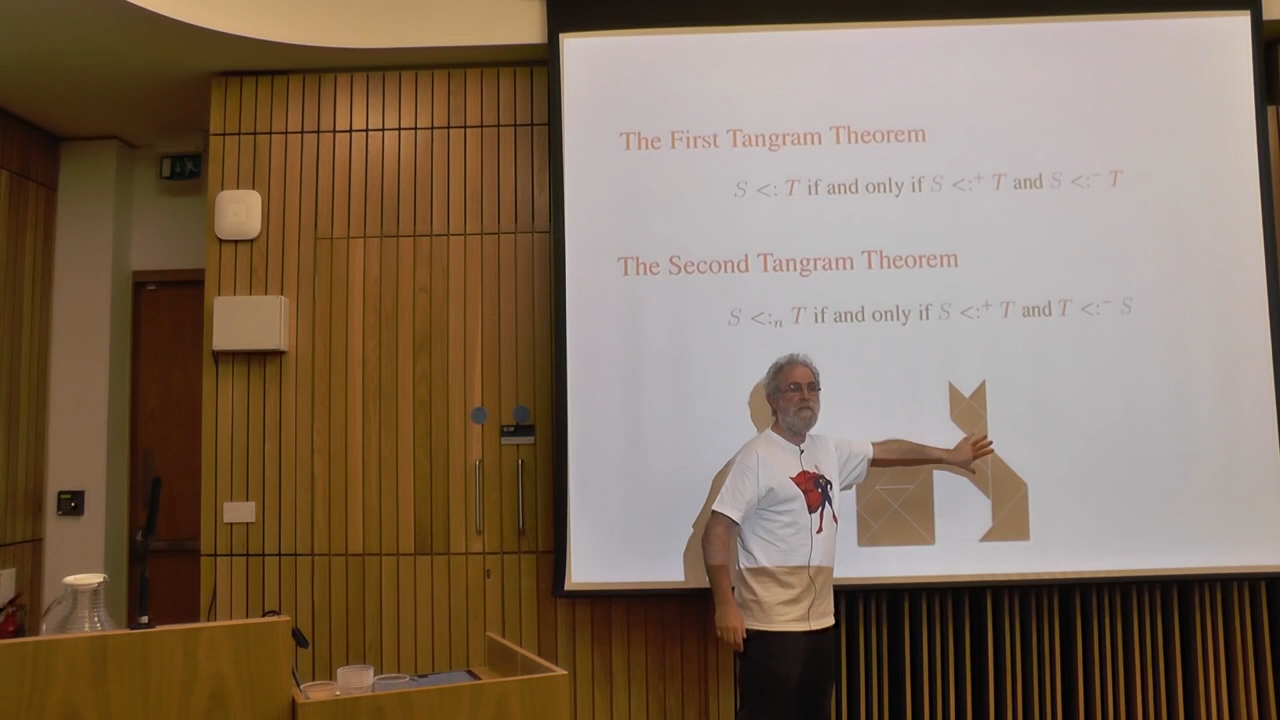 The First Tangram Theorem
S <: T if and only if S <:⁺ T and S <:⁻ T
The Second Tangram Theorem
S <:ₙ T if and only if S <:⁺ T and T <:⁻ S